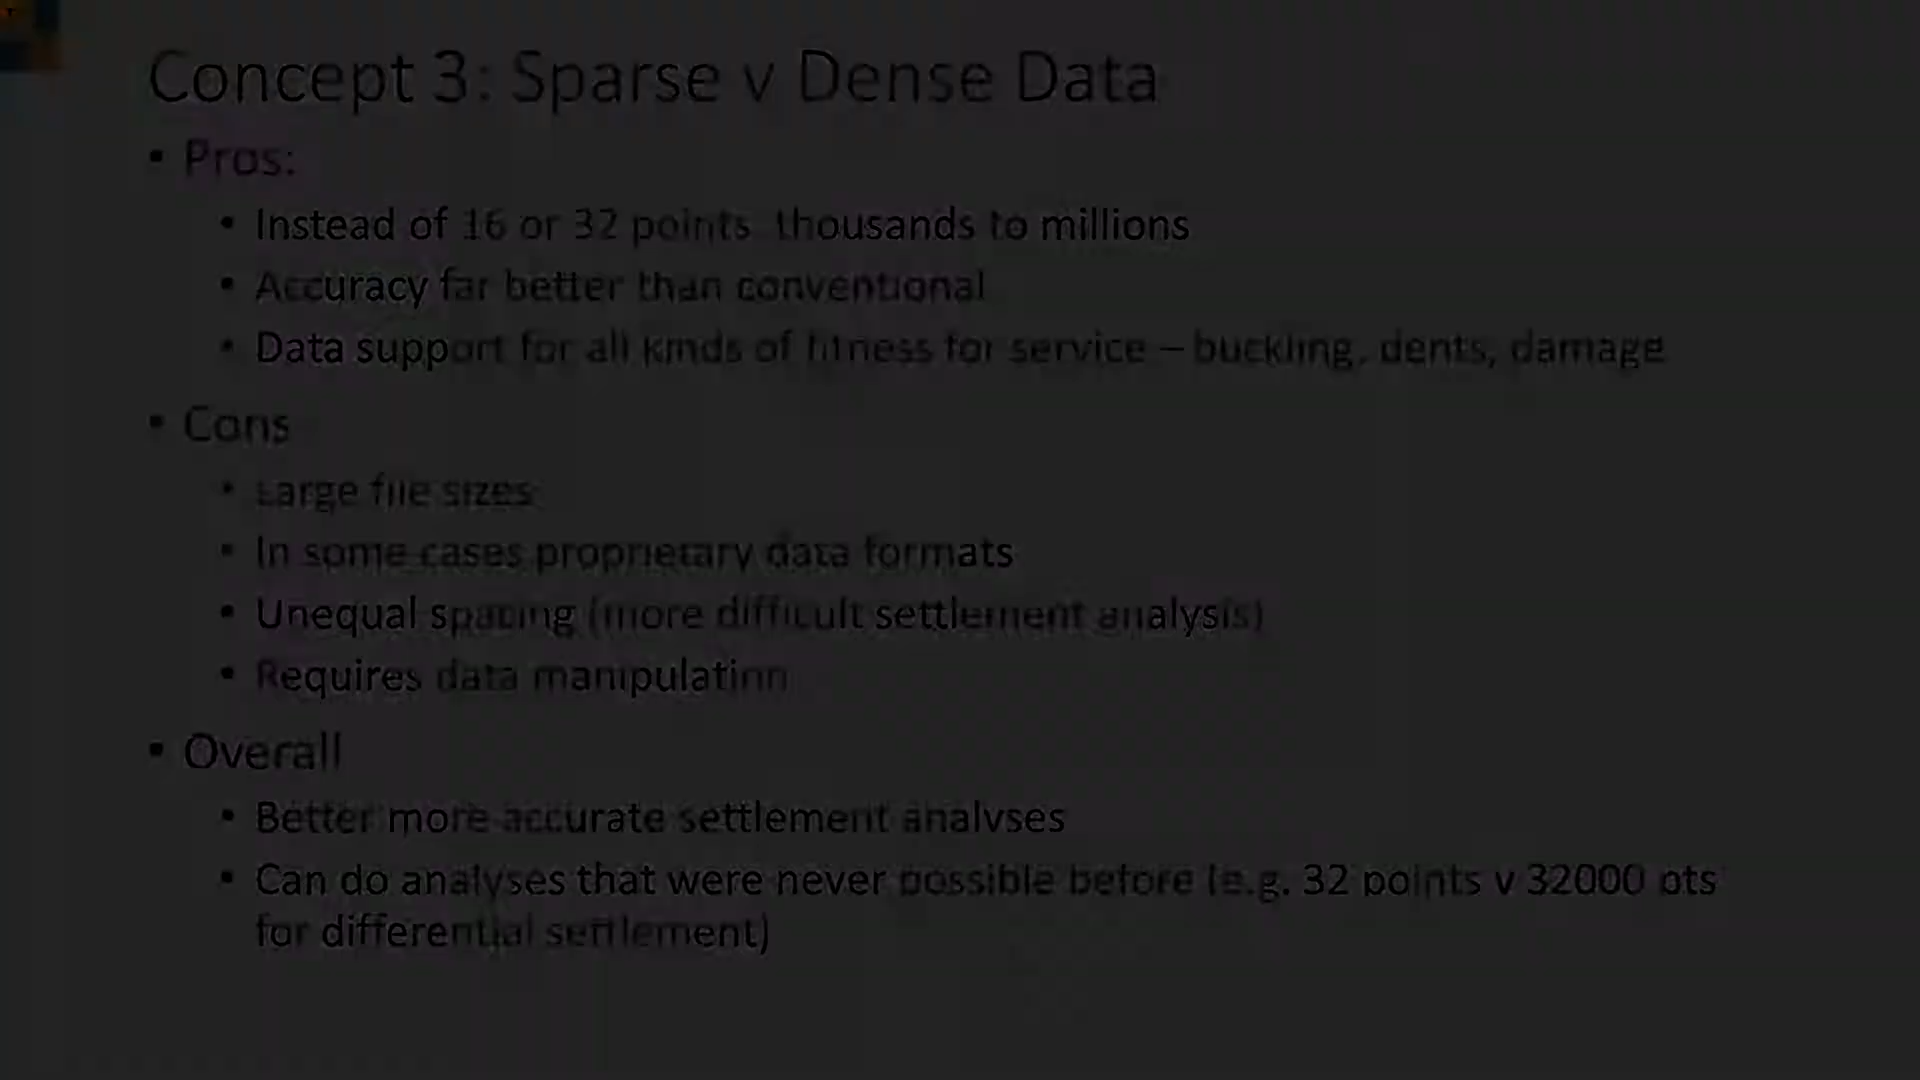 Concept 3: Sparse v Dense Data
• Pros:
• Instead of 16 or 32 points thousands to millions
• Accuracy far better than conventional
• Data support for all kinds of fitness for service – buckling, dents, damage
• Cons
• Large file sizes
• In some cases proprietary data formats
• Unequal spacing (more difficult settlement analysis)
• Requires data manipulation
• Overall
• Better more accurate settlement analyses
• Can do analyses that were never possible before (e.g. 32 points v 32000 pts
for differential settlement)